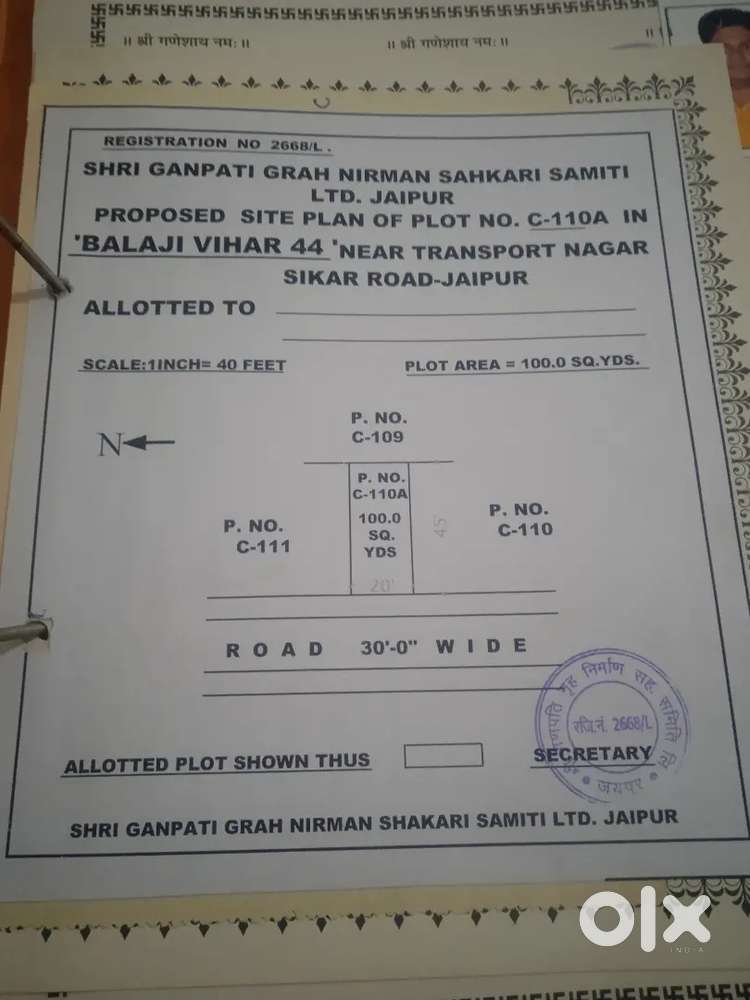 ॥ श्री गणेशाय नमः ॥
॥ श्री गणेशाय नमः ॥
REGISTRATION NO 2668/L .
SHRI GANPATI GRAH NIRMAN SAHKARI SAMITI
LTD. JAIPUR
PROPOSED SITE PLAN OF PLOT NO. C-110A IN
'BALAJI VIHAR 44 'NEAR TRANSPORT NAGAR
SIKAR ROAD-JAIPUR
ALLOTTED TO
SCALE:1INCH= 40 FEET
PLOT AREA = 100.0 SQ.YDS.
N
P. NO.
C-109
P. NO.
C-110A
100.0
SQ.
YDS
45'
20'
P. NO.
C-111
P. NO.
C-110
ROAD 30'-0" WIDE
ALLOTTED PLOT SHOWN THUS
SECRETARY
गणपति गृह निर्माण सह. समिति लि
रजि.नं. 2668/L
जयपुर
SHRI GANPATI GRAH NIRMAN SHAKARI SAMITI LTD. JAIPUR
olx
INDIA